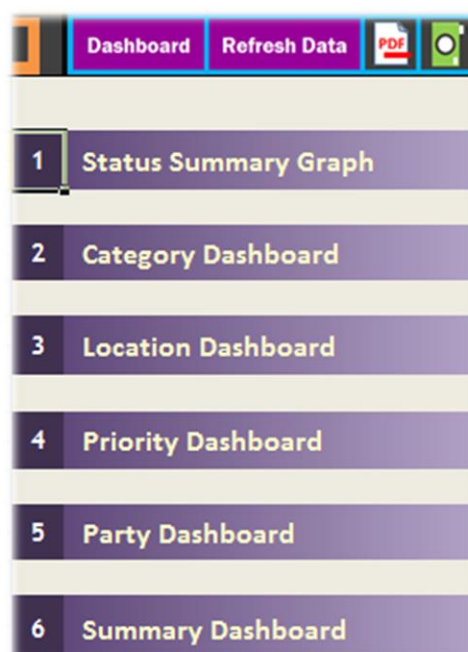 Dashboard Refresh Data PDF
1 Status Summary Graph
2 Category Dashboard
3 Location Dashboard
4 Priority Dashboard
5 Party Dashboard
6 Summary Dashboard